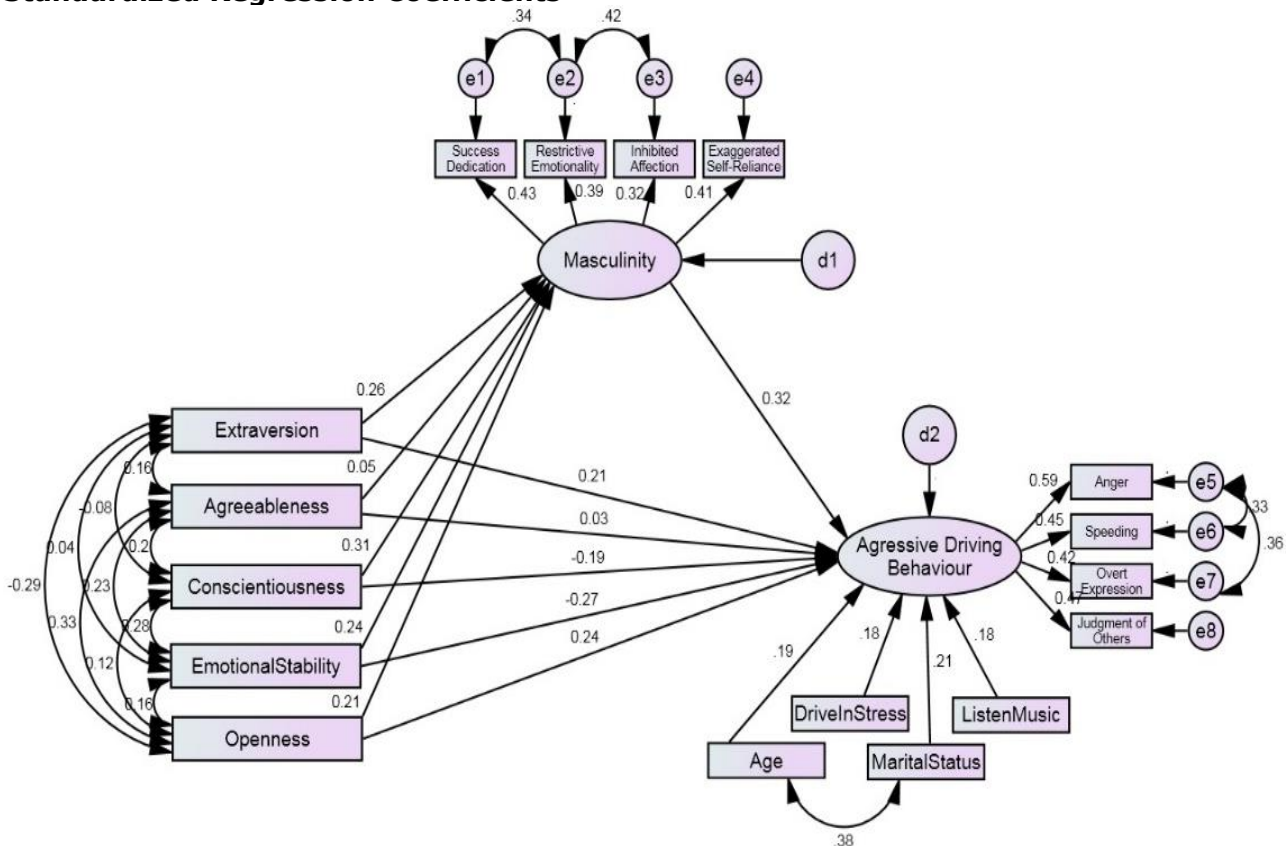 Standardized Regression Coefficients
.34
.42
e1
e2
e3
e4
Success
Dedication
Restrictive
Emotionality
Inhibited
Affection
Exaggerated
Self-Reliance
0.43
0.39
0.32
0.41
Masculinity
d1
0.26
0.32
Extraversion
d2
0.16
0.05
0.21
0.59
Anger
e5
Agreeableness
-0.08
0.03
0.45
.33
Speeding
e6
0.04
0.2
0.31
-0.19
Agressive Driving
Behaviour
0.42
.36
-0.29
0.23
Conscientiousness
Overt
Expression
e7
0.47
0.33
0.28
0.24
-0.27
Judgment of
Others
e8
0.12
EmotionalStability
0.24
.19
.18
.21
.18
0.16
0.21
Openness
DriveInStress
ListenMusic
Age
MaritalStatus
.38